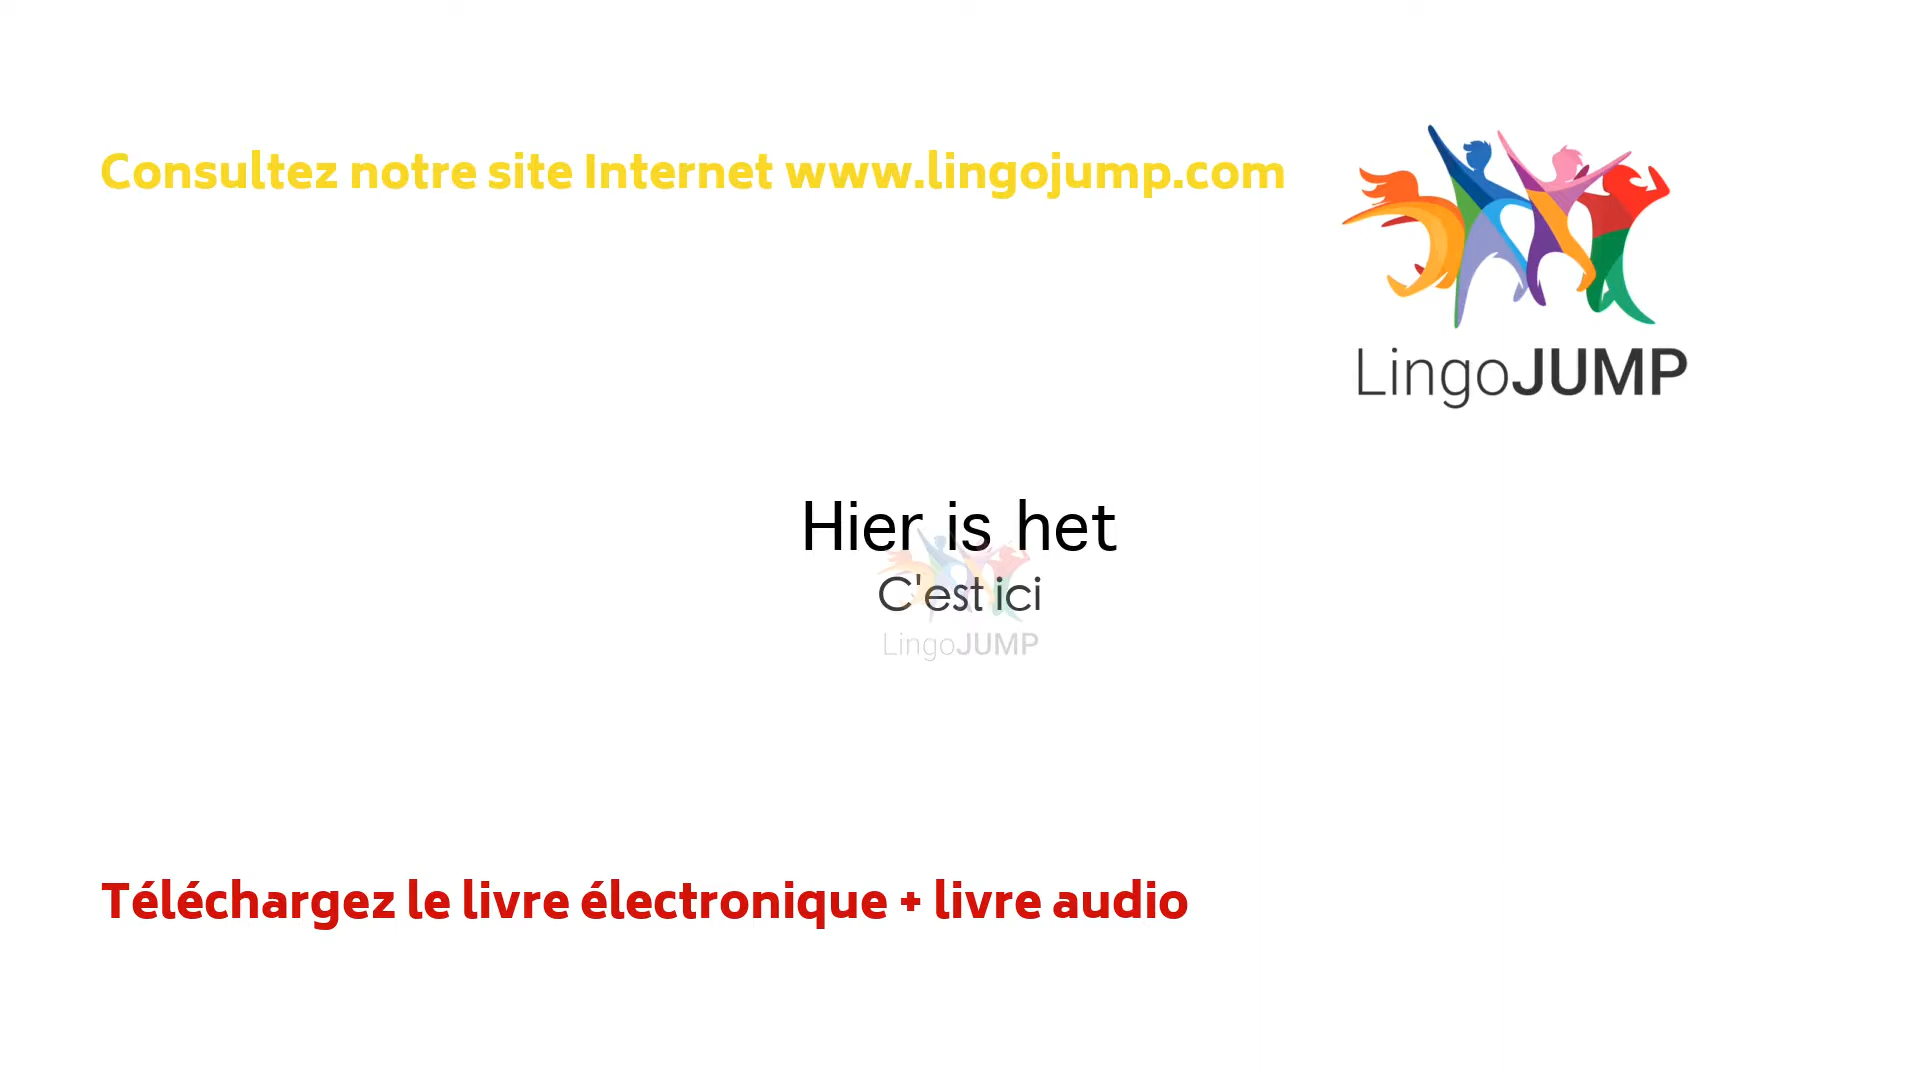 Consultez notre site Internet www.lingojump.com
LingoJUMP
Hier is het
C'est ici
LingoJUMP
Téléchargez le livre électronique + livre audio